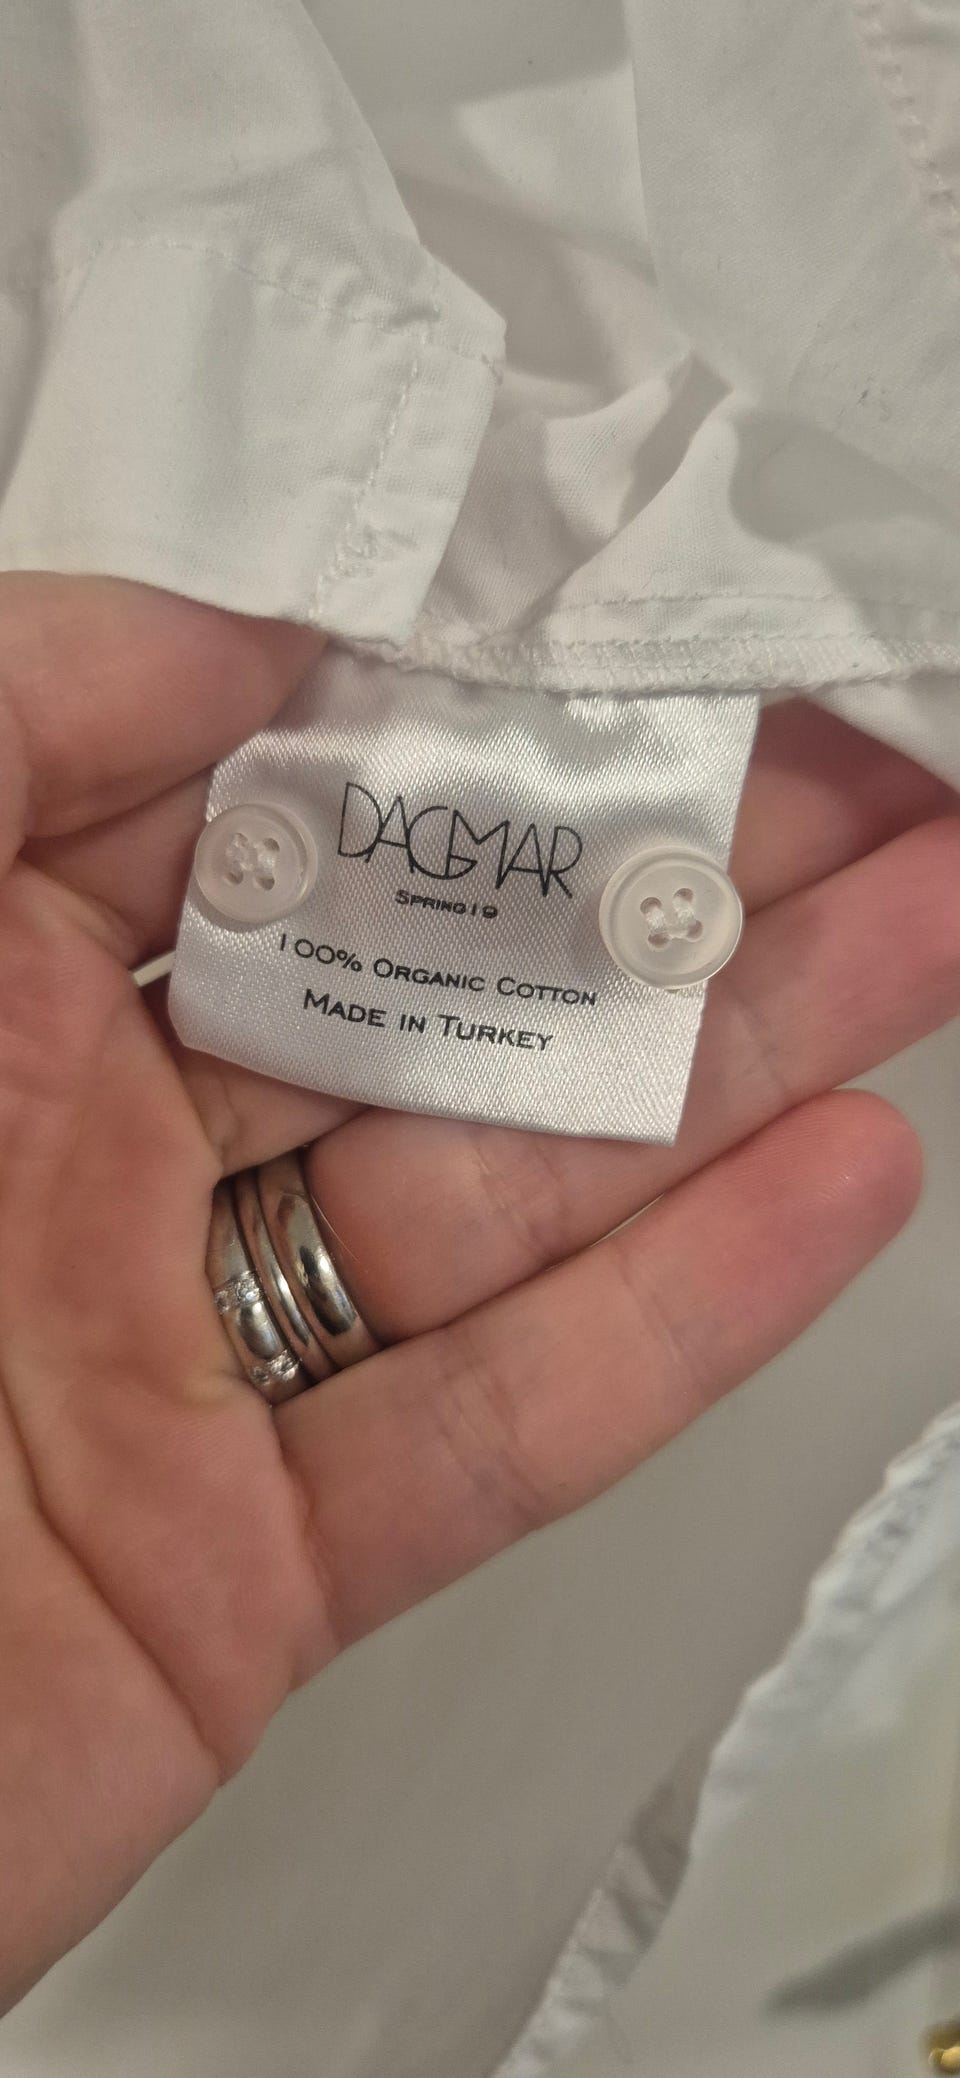 DAGMAR
SPRING19
100% ORGANIC COTTON
MADE IN TURKEY